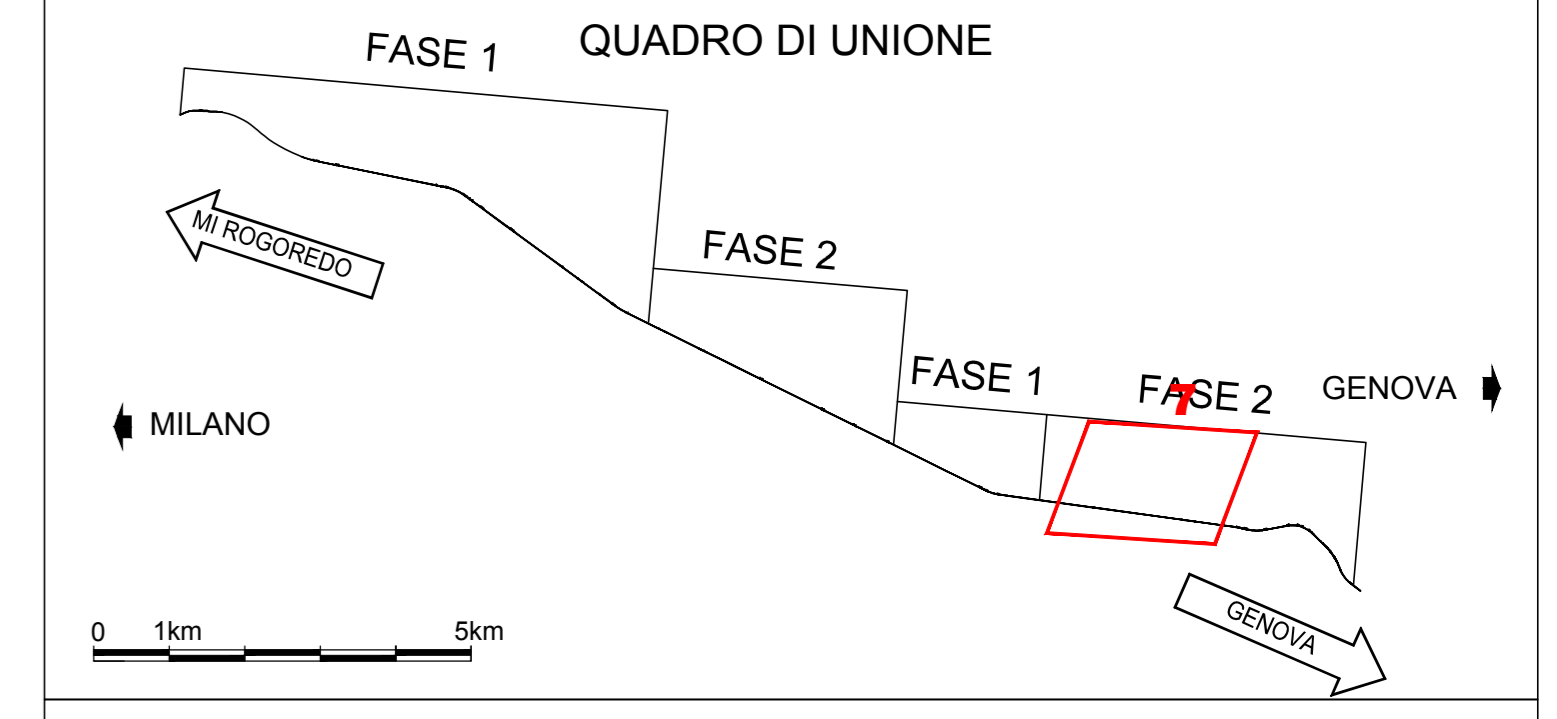 QUADRO DI UNIONE
FASE 1
MI ROGOREDO
FASE 2
FASE 1
FASE 2
7
GENOVA
MILANO
0 1km 5km
GENOVA